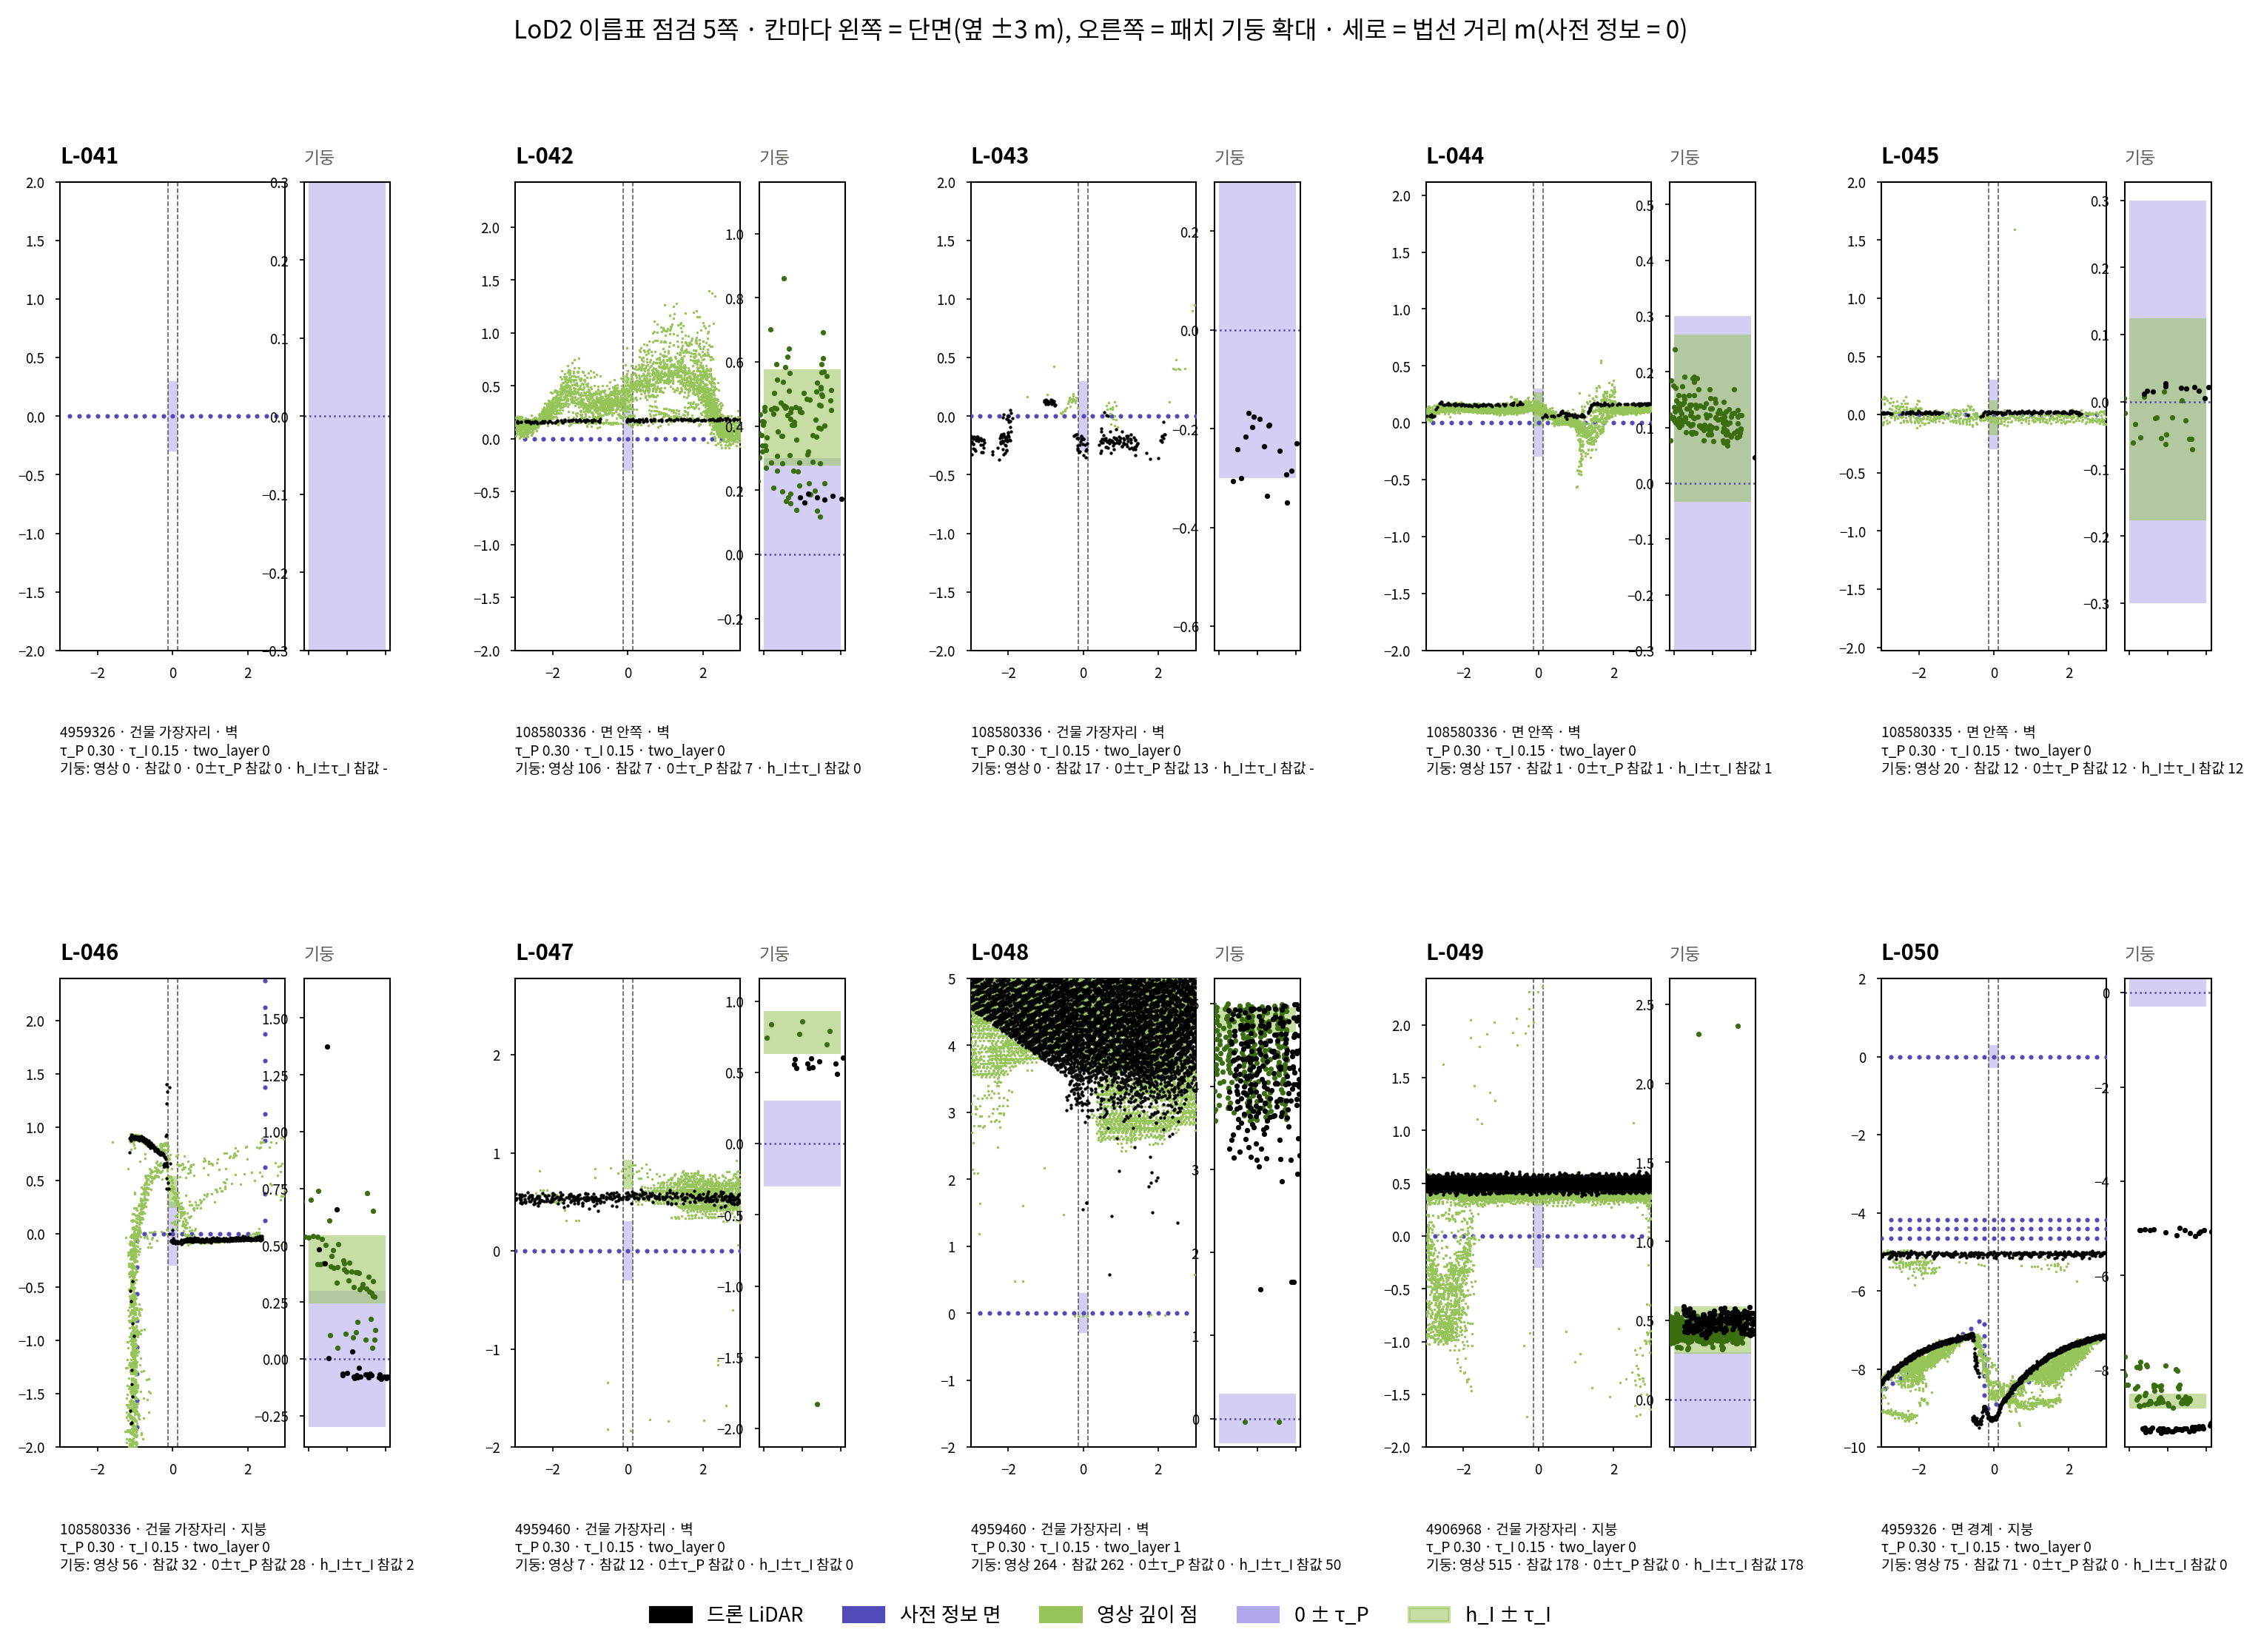 LoD2 이름표 점검 5쪽 · 칸마다 왼쪽 = 단면(옆 ±3 m), 오른쪽 = 패치 기둥 확대 · 세로 = 법선 거리 m(사전 정보 = 0)
L-041 기둥
L-042 기둥
L-043 기둥
L-044 기둥
L-045 기둥
4959326 · 건물 가장자리 · 벽
τ_P 0.30 · τ_I 0.15 · two_layer 0
기둥: 영상 0 · 참값 0 · 0±τ_P 참값 0 · h_I±τ_I 참값 -
108580336 · 면 안쪽 · 벽
τ_P 0.30 · τ_I 0.15 · two_layer 0
기둥: 영상 106 · 참값 7 · 0±τ_P 참값 7 · h_I±τ_I 참값 0
108580336 · 건물 가장자리 · 벽
τ_P 0.30 · τ_I 0.15 · two_layer 0
기둥: 영상 0 · 참값 17 · 0±τ_P 참값 13 · h_I±τ_I 참값 -
108580336 · 면 안쪽 · 벽
τ_P 0.30 · τ_I 0.15 · two_layer 0
기둥: 영상 157 · 참값 1 · 0±τ_P 참값 1 · h_I±τ_I 참값 1
108580335 · 면 안쪽 · 벽
τ_P 0.30 · τ_I 0.15 · two_layer 0
기둥: 영상 20 · 참값 12 · 0±τ_P 참값 12 · h_I±τ_I 참값 12
L-046 기둥
L-047 기둥
L-048 기둥
L-049 기둥
L-050 기둥
108580336 · 건물 가장자리 · 지붕
τ_P 0.30 · τ_I 0.15 · two_layer 0
기둥: 영상 56 · 참값 32 · 0±τ_P 참값 28 · h_I±τ_I 참값 2
4959460 · 건물 가장자리 · 벽
τ_P 0.30 · τ_I 0.15 · two_layer 0
기둥: 영상 7 · 참값 12 · 0±τ_P 참값 0 · h_I±τ_I 참값 0
4959460 · 건물 가장자리 · 벽
τ_P 0.30 · τ_I 0.15 · two_layer 1
기둥: 영상 264 · 참값 262 · 0±τ_P 참값 0 · h_I±τ_I 참값 50
4906968 · 건물 가장자리 · 지붕
τ_P 0.30 · τ_I 0.15 · two_layer 0
기둥: 영상 515 · 참값 178 · 0±τ_P 참값 0 · h_I±τ_I 참값 178
4959326 · 면 경계 · 지붕
τ_P 0.30 · τ_I 0.15 · two_layer 0
기둥: 영상 75 · 참값 71 · 0±τ_P 참값 0 · h_I±τ_I 참값 0
드론 LiDAR 사전 정보 면 영상 깊이 점 0 ± τ_P h_I ± τ_I